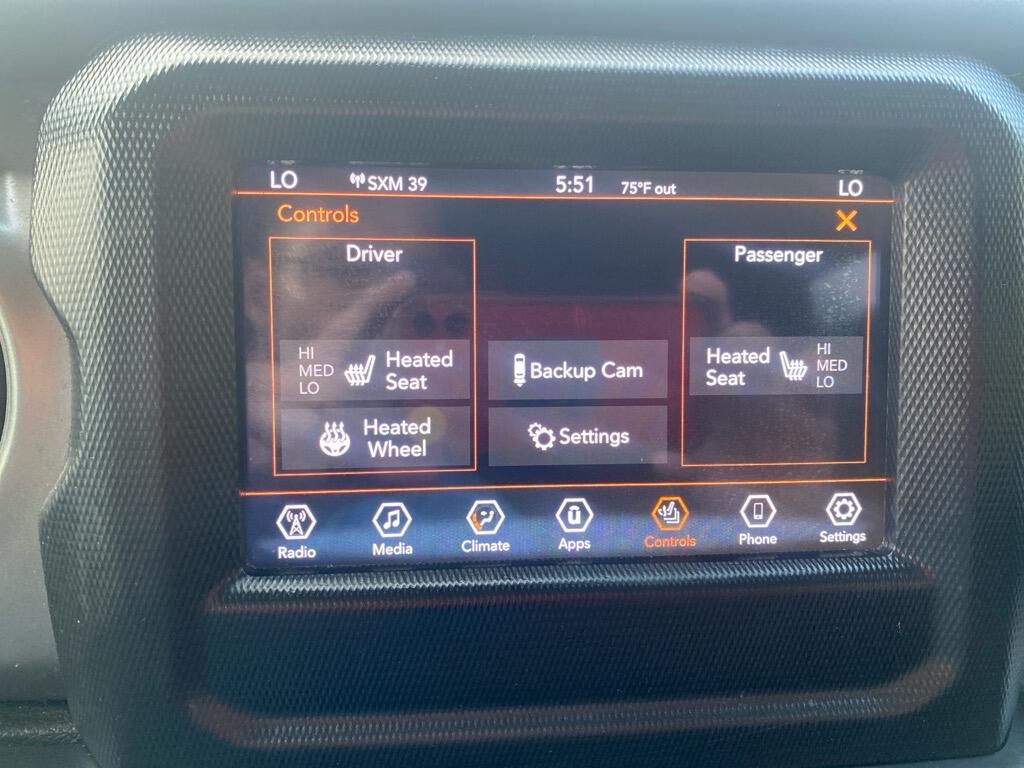 LO SXM 39 5:51 75°F out LO
Controls
Driver
Passenger
HI
MED
LO
Heated
Seat
Backup Cam
Heated
Seat
HI
MED
LO
Heated
Wheel
Settings
Radio Media Climate Apps Controls Phone Settings